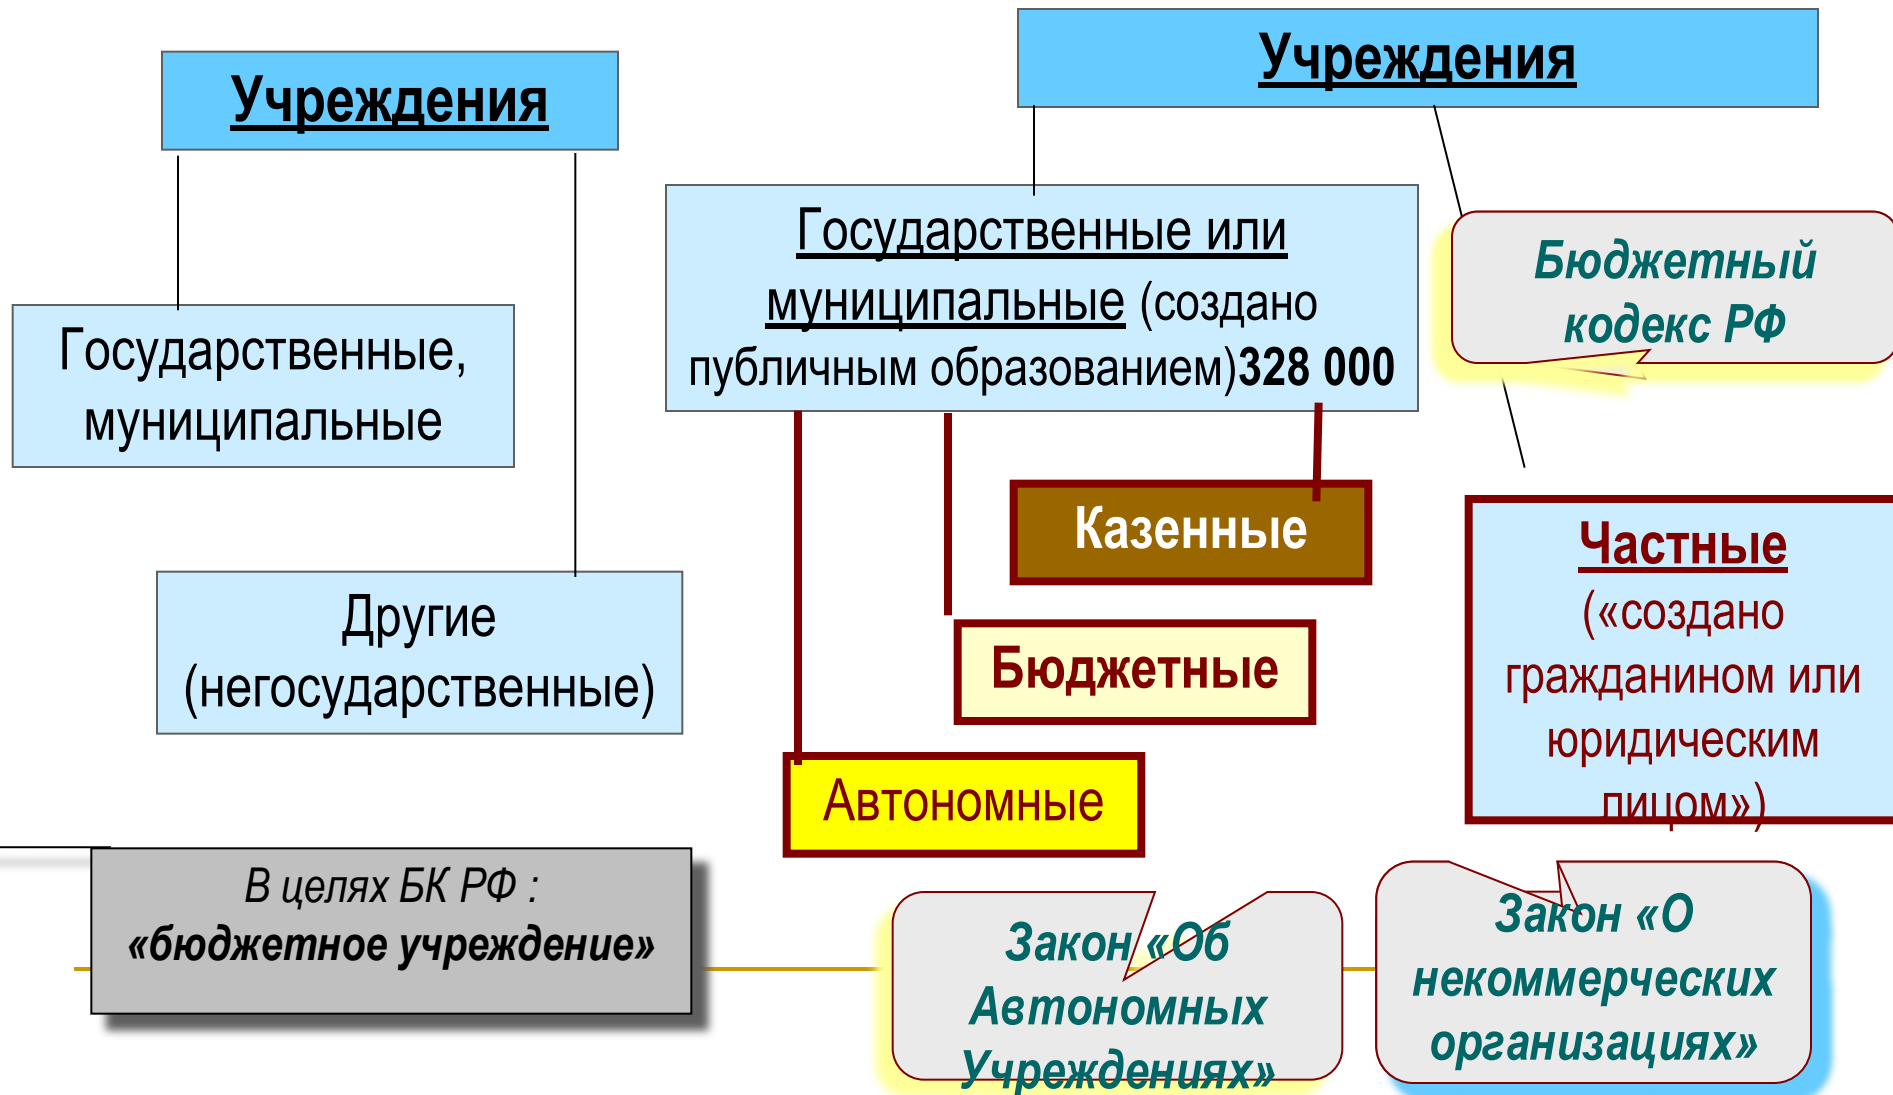 Учреждения
Государственные,
муниципальные
Другие
(негосударственные)
В целях БК РФ :
«бюджетное учреждение»
Учреждения
Государственные или
муниципальные (создано
публичным образованием)328 000
Бюджетный
кодекс РФ
Казенные
Бюджетные
Автономные
Частные
(«создано
гражданином или
юридическим
лицом»)
Закон «Об
Автономных
Учреждениях»
Закон «О
некоммерческих
организациях»